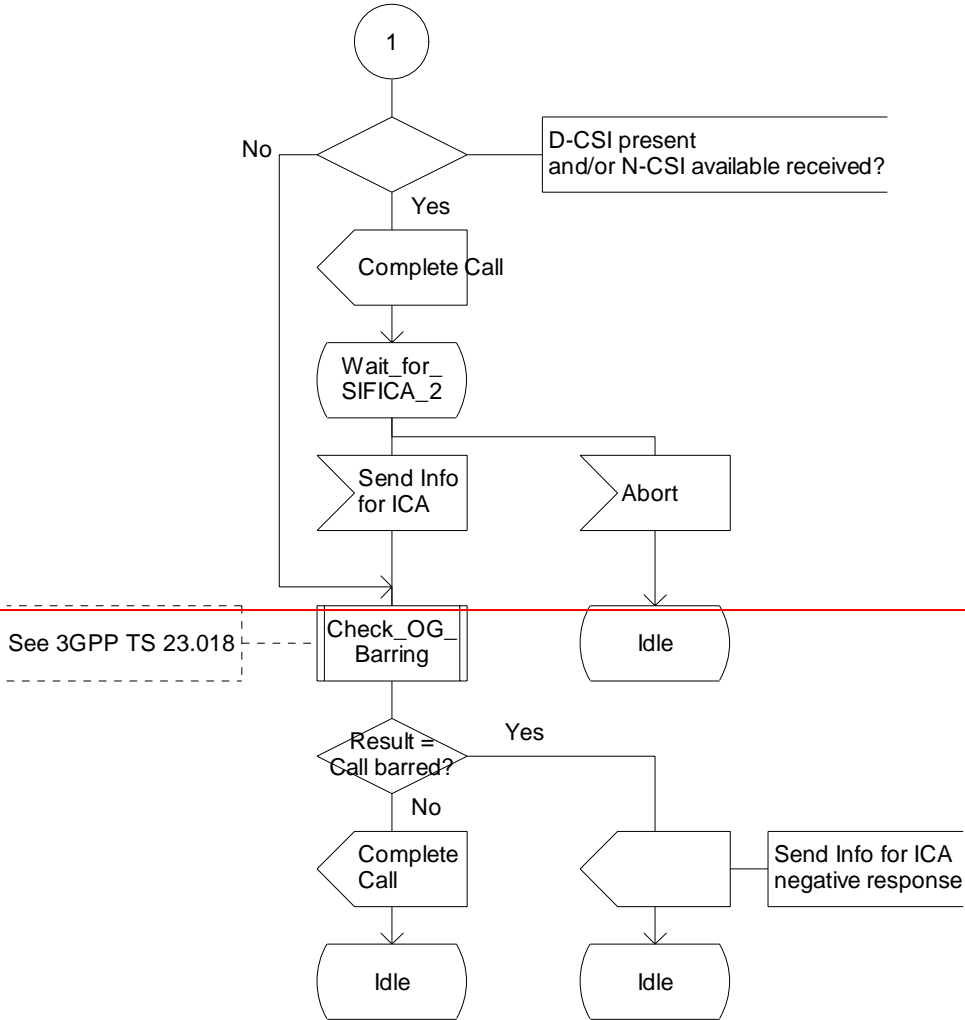 1
No
D-CSI present
and/or N-CSI available received?
Yes
Complete Call
Wait_for_
SIFICA_2
Send Info
for ICA
Abort
See 3GPP TS 23.018
Check_OG_
Barring
Idle
Result =
Call barred?
Yes
No
Complete
Call
Send Info for ICA
negative response
Idle
Idle